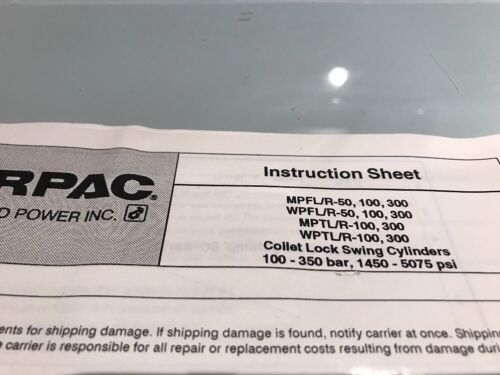 RPAC.
D POWER INC.
Instruction Sheet
MPFL/R-50, 100, 300
WPFL/R-50, 100, 300
MPTL/R-100, 300
WPTL/R-100, 300
Collet Lock Swing Cylinders
100 - 350 bar, 1450 - 5075 psi
ents for shipping damage. If shipping damage is found, notify carrier at once. Shipping
carrier is responsible for all repair or replacement costs resulting from damage duri